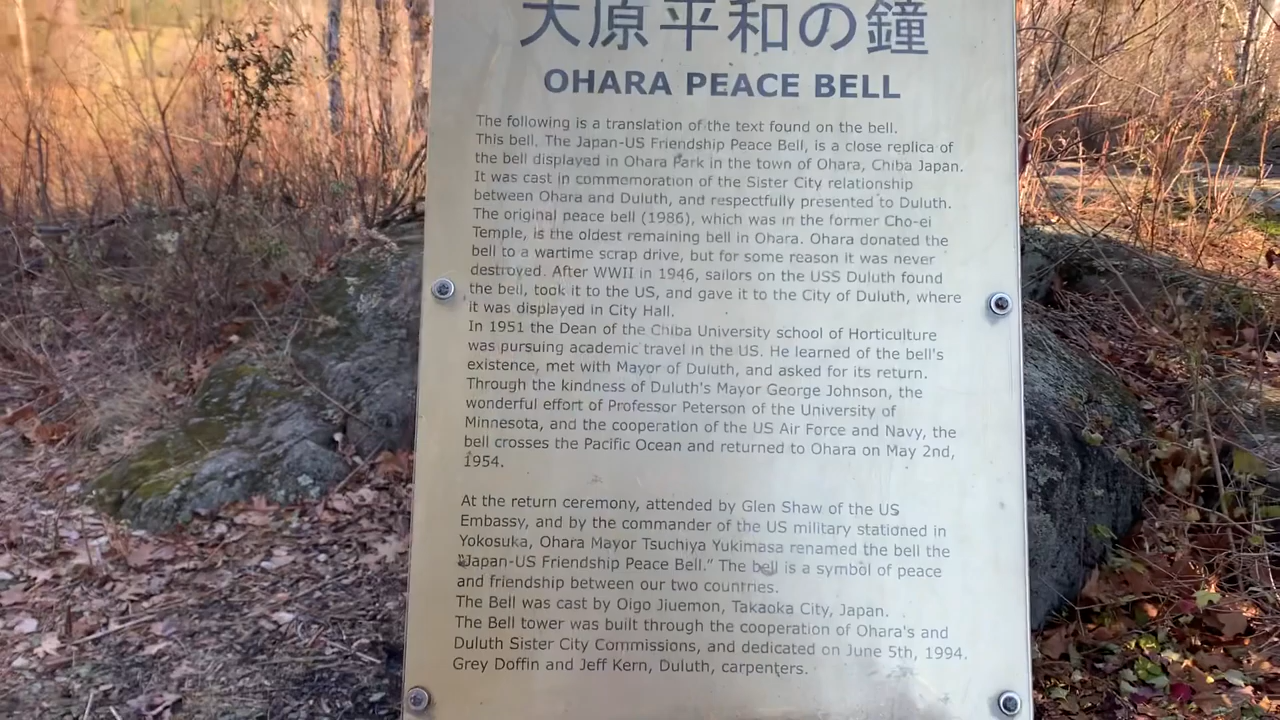 大原平和の鐘
OHARA PEACE BELL
The following is a translation of the text found on the bell.
This bell, The Japan-US Friendship Peace Bell, is a close replica of
the bell displayed in Ohara Park in the town of Ohara, Chiba Japan.
It was cast in commemoration of the Sister City relationship
between Ohara and Duluth, and respectfully presented to Duluth.
The original peace bell (1986), which was in the former Cho-ei
Temple, is the oldest remaining bell in Ohara. Ohara donated the
bell to a wartime scrap drive, but for some reason it was never
destroyed. After WWII in 1946, sailors on the USS Duluth found
the bell, took it to the US, and gave it to the City of Duluth, where
it was displayed in City Hall.
In 1951 the Dean of the Chiba University school of Horticulture
was pursuing academic travel in the US. He learned of the bell's
existence, met with Mayor of Duluth, and asked for its return.
Through the kindness of Duluth's Mayor George Johnson, the
wonderful effort of Professor Peterson of the University of
Minnesota, and the cooperation of the US Air Force and Navy, the
bell crosses the Pacific Ocean and returned to Ohara on May 2nd,
1954.
At the return ceremony, attended by Glen Shaw of the US
Embassy, and by the commander of the US military stationed in
Yokosuka, Ohara Mayor Tsuchiya Yukimasa renamed the bell the
“Japan-US Friendship Peace Bell.” The bell is a symbol of peace
and friendship between our two countries.
The Bell was cast by Oigo Jiuemon, Takaoka City, Japan.
The Bell tower was built through the cooperation of Ohara's and
Duluth Sister City Commissions, and dedicated on June 5th, 1994.
Grey Doffin and Jeff Kern, Duluth, carpenters.